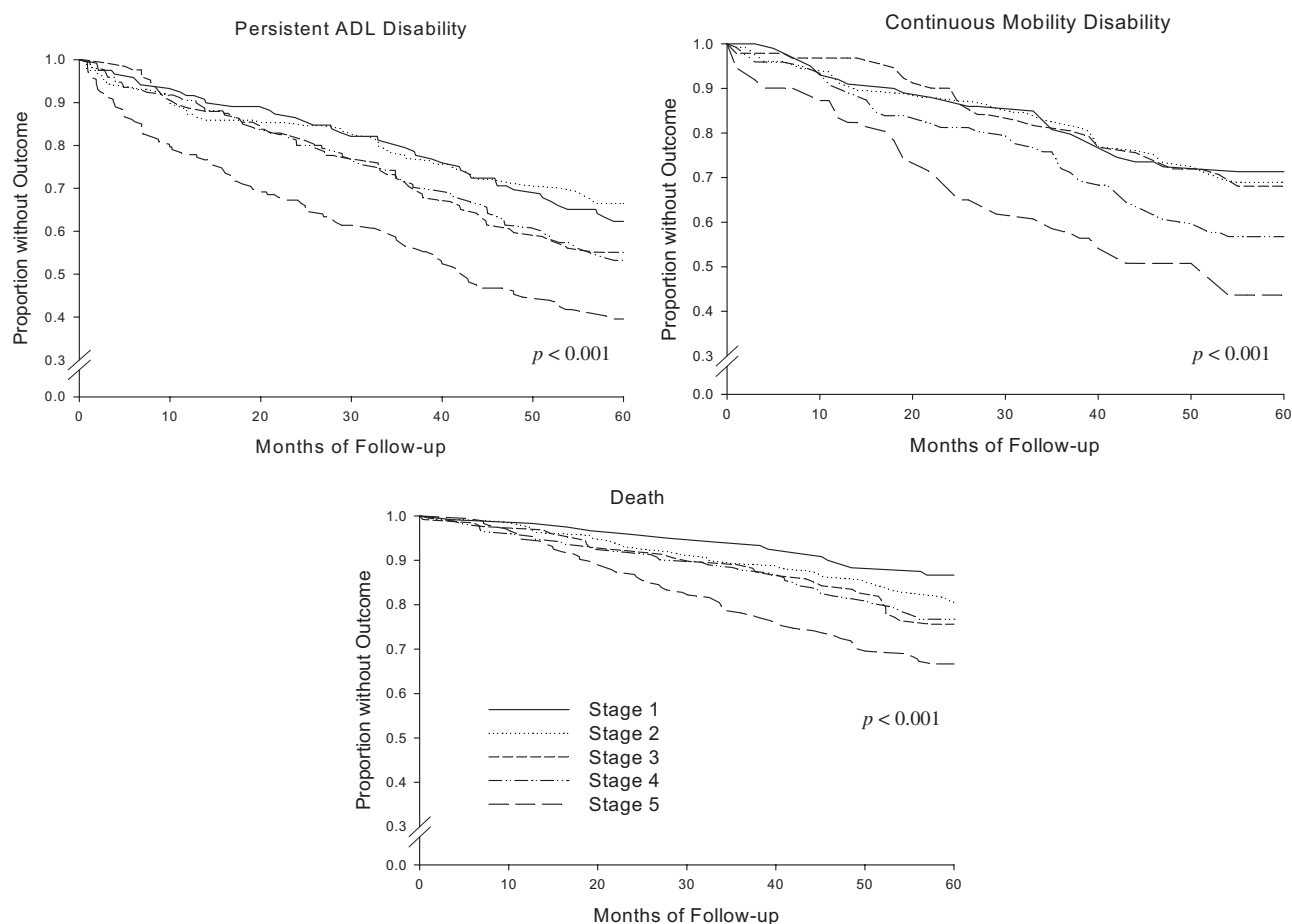 Persistent ADL Disability
Proportion without Outcome
1.0
0.9
0.8
0.7
0.6
0.5
0.4
0.3
0.0
p < 0.001
0 10 20 30 40 50 60
Months of Follow-up
Continuous Mobility Disability
Proportion without Outcome
1.0
0.9
0.8
0.7
0.6
0.5
0.4
0.3
0.0
p < 0.001
0 10 20 30 40 50 60
Months of Follow-up
Death
Proportion without Outcome
1.0
0.9
0.8
0.7
0.6
0.5
0.4
0.3
0.0
Stage 1
Stage 2
Stage 3
Stage 4
Stage 5
p < 0.001
0 10 20 30 40 50 60
Months of Follow-up